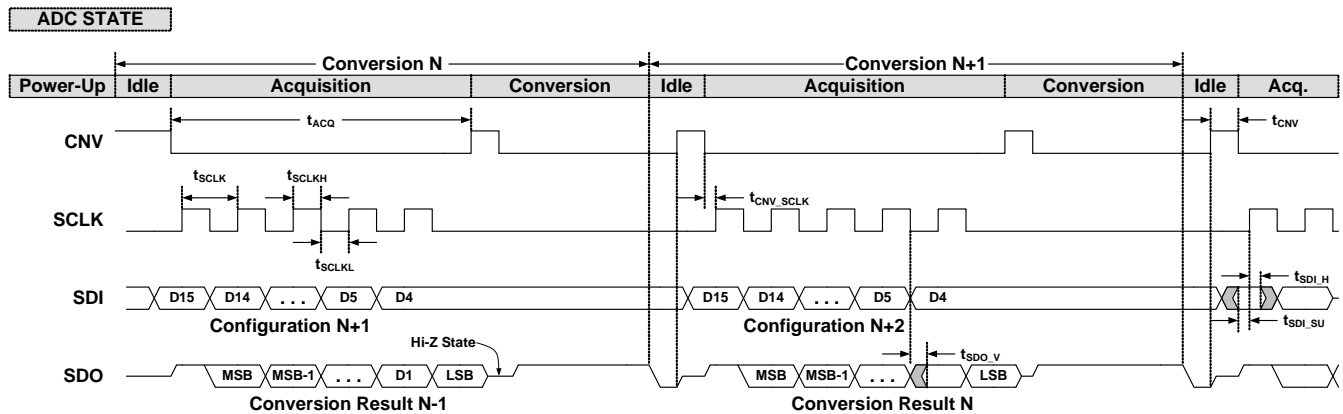 ADC STATE
Conversion N
Conversion N+1
Power-Up Idle Acquisition Conversion Idle Acquisition Conversion Idle Acq.
tACQ
tCNV
CNV
tSCLK tSCLKH
tCNV_SCLK
SCLK
tSCLKL
tSDI_H
SDI D15 D14 . . . D5 D4 D15 D14 . . . D5 D4
Configuration N+1 Configuration N+2
tSDI_SU
Hi-Z State
tSDO_V
SDO MSB MSB-1 . . . D1 LSB MSB MSB-1 . . . LSB
Conversion Result N-1 Conversion Result N